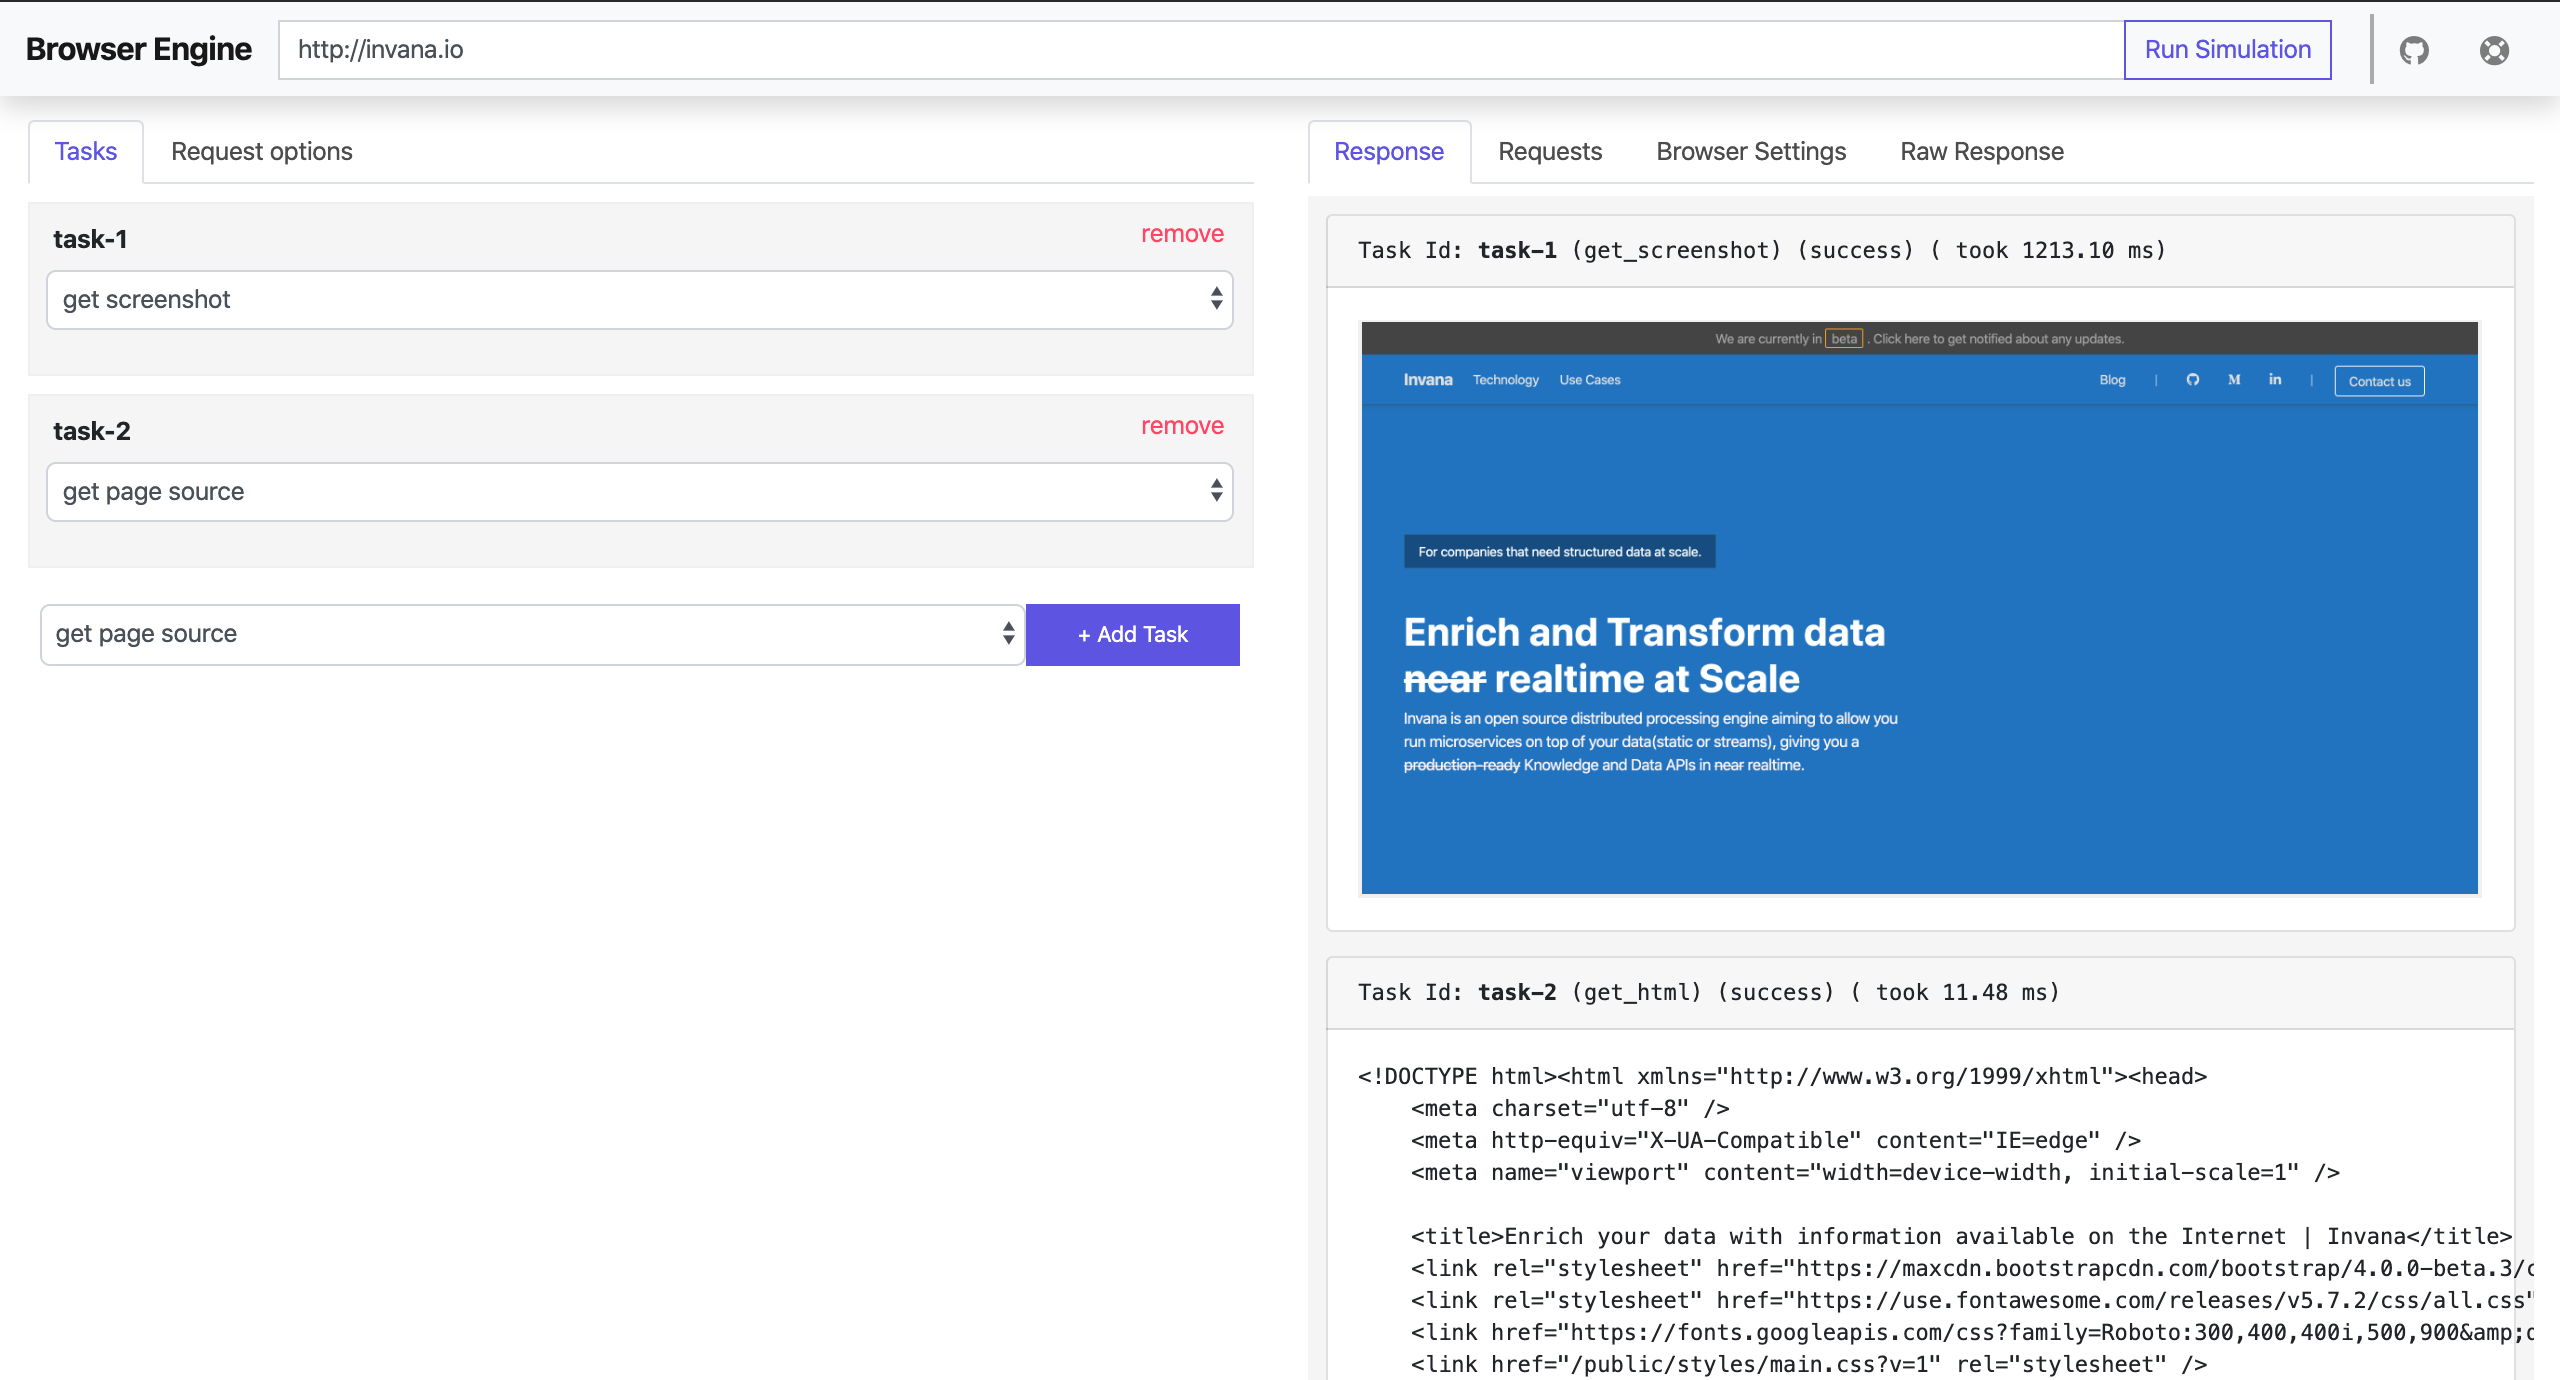 Browser Engine
http://invana.io
Run Simulation
Tasks
Request options
task-1
remove
get screenshot
task-2
remove
get page source
get page source
+ Add Task
Response
Requests
Browser Settings
Raw Response
Task Id: task-1 (get_screenshot) (success) ( took 1213.10 ms)
We are currently in beta . Click here to get notified about any updates.
Invana
Technology
Use Cases
Blog
|
M
in
|
Contact us
For companies that need structured data at scale.
Enrich and Transform data
near realtime at Scale
Invana is an open source distributed processing engine aiming to allow you
run microservices on top of your data(static or streams), giving you a
production-ready Knowledge and Data APIs in near realtime.
Task Id: task-2 (get_html) (success) ( took 11.48 ms)
<!DOCTYPE html><html xmlns="http://www.w3.org/1999/xhtml"><head>
<meta charset="utf-8" />
<meta http-equiv="X-UA-Compatible" content="IE=edge" />
<meta name="viewport" content="width=device-width, initial-scale=1" />
<title>Enrich your data with information available on the Internet | Invana</title>
<link rel="stylesheet" href="https://maxcdn.bootstrapcdn.com/bootstrap/4.0.0-beta.3/c
<link rel="stylesheet" href="https://use.fontawesome.com/releases/v5.7.2/css/all.css"
<link href="https://fonts.googleapis.com/css?family=Roboto:300,400,400i,500,900&amp;d
<link href="/public/styles/main.css?v=1" rel="stylesheet" />